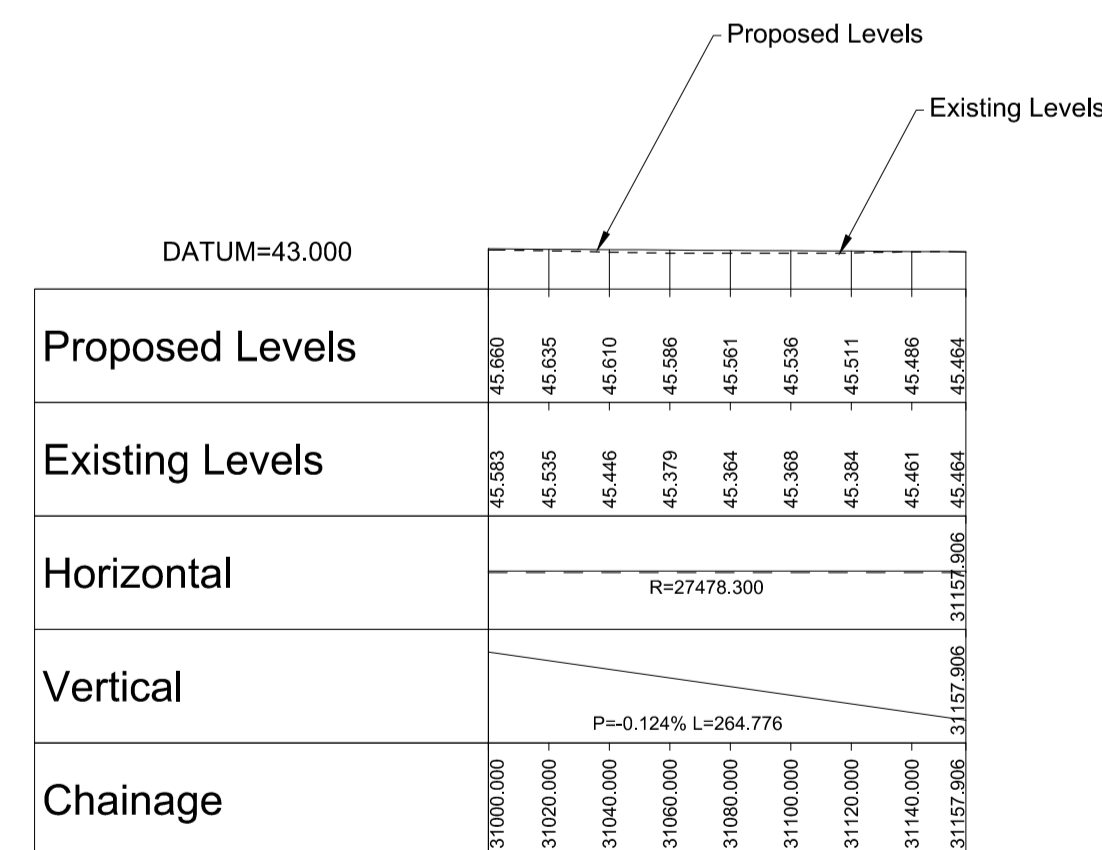 Proposed Levels
Existing Levels
DATUM=43.000
Proposed Levels
45.660
45.635
45.610
45.586
45.561
45.536
45.511
45.486
45.464
Existing Levels
45.583
45.535
45.446
45.379
45.364
45.368
45.384
45.461
45.464
Horizontal
R=27478.300
31157.906
Vertical
P=-0.124% L=264.776
31157.906
Chainage
31000.000
31020.000
31040.000
31060.000
31080.000
31100.000
31120.000
31140.000
31157.906